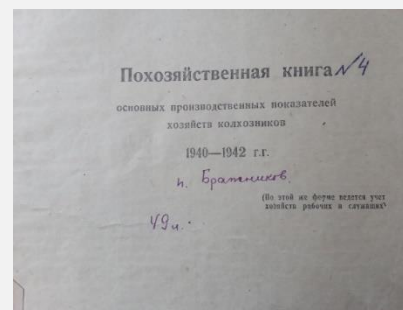 Похозяйственная книга №4
основных производственных показателей
хозяйств колхозников
1940—1942 г.г.
п. Братников
(По этой же форме ведется учет
хозяйств рабочих и служащих)
49л.